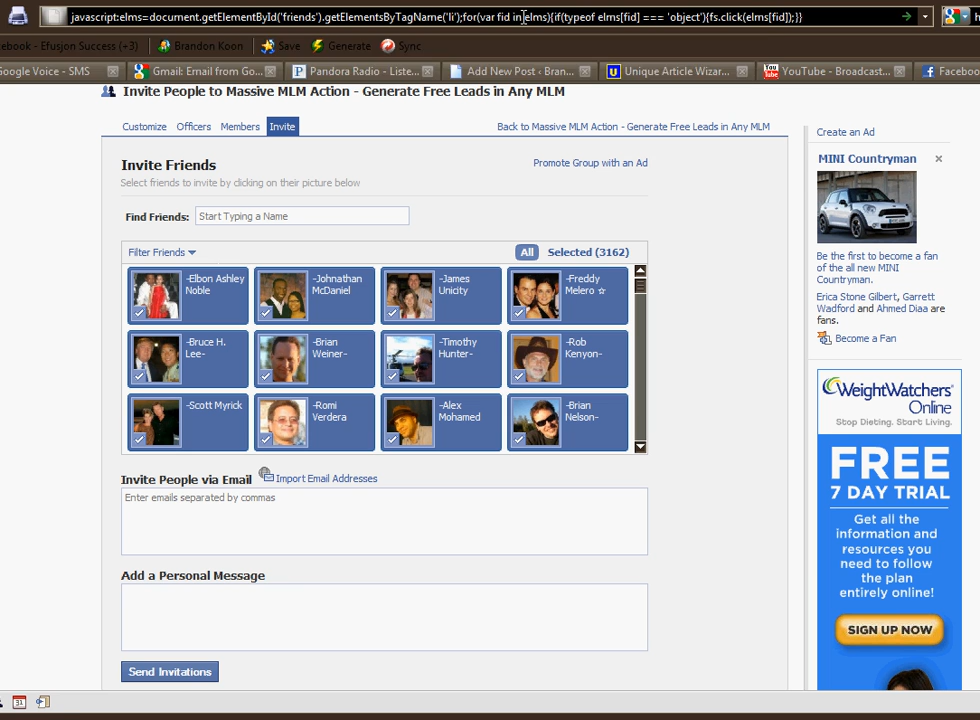 javascript:elms=document.getElementById('friends').getElementsByTagName('li');for(var fid in elms){if(typeof elms[fid] === 'object'){fs.click(elms[fid]);}}
cebook - Efusjon Success (+3) Brandon Koon Save Generate Sync
Google Voice - SMS Gmail: Email from Go... Pandora Radio - Liste... Add New Post ‹ Bran... Unique Article Wizar... YouTube - Broadcast... Faceboo
Invite People to Massive MLM Action - Generate Free Leads in Any MLM
Customize Officers Members Invite Back to Massive MLM Action - Generate Free Leads in Any MLM
Invite Friends Promote Group with an Ad
Select friends to invite by clicking on their picture below
Find Friends: Start Typing a Name
Filter Friends All Selected (3162)
-Elbon Ashley Noble
-Johnathan McDaniel
-James Unicity
-Freddy Melero ☆
-Bruce H. Lee-
-Brian Weiner-
-Timothy Hunter-
-Rob Kenyon-
-Scott Myrick
-Romi Verdera
-Alex Mohamed
-Brian Nelson-
Invite People via Email Import Email Addresses
Enter emails separated by commas
Add a Personal Message
Send Invitations
Create an Ad
MINI Countryman
Be the first to become a fan
of the all new MINI
Countryman.
Erica Stone Gilbert, Garrett
Wadford and Ahmed Diaa are
fans.
Become a Fan
WeightWatchers®
Online
Stop Dieting. Start Living.
FREE
7 DAY TRIAL
Get all the
information and
resources you
need to follow
the plan
entirely online!
SIGN UP NOW
31